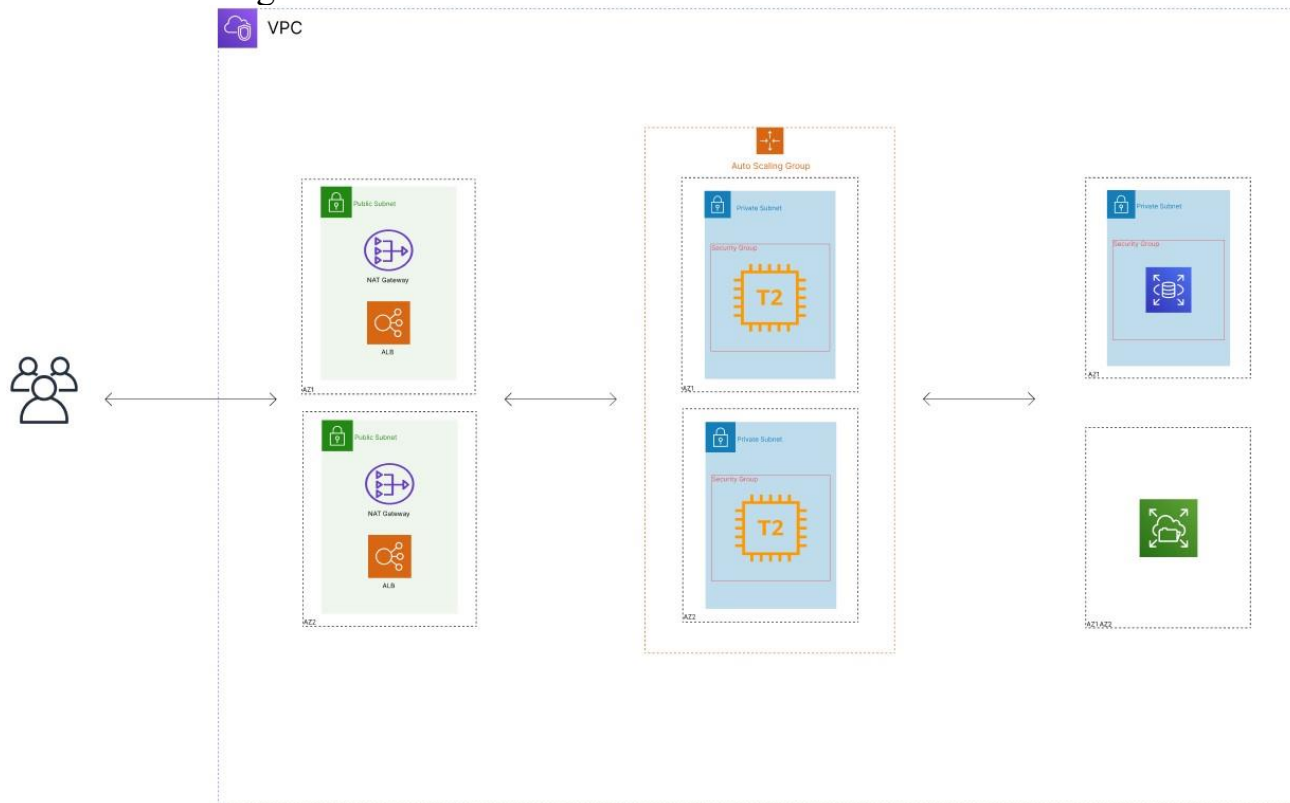 VPC
Auto Scaling Group
Public Subnet
NAT Gateway
ALB
AZ1
Public Subnet
NAT Gateway
ALB
AZ2
Private Subnet
Security Group
T2
AZ1
Private Subnet
Security Group
T2
AZ2
Private Subnet
Security Group
AZ1
AZ1 AZ2